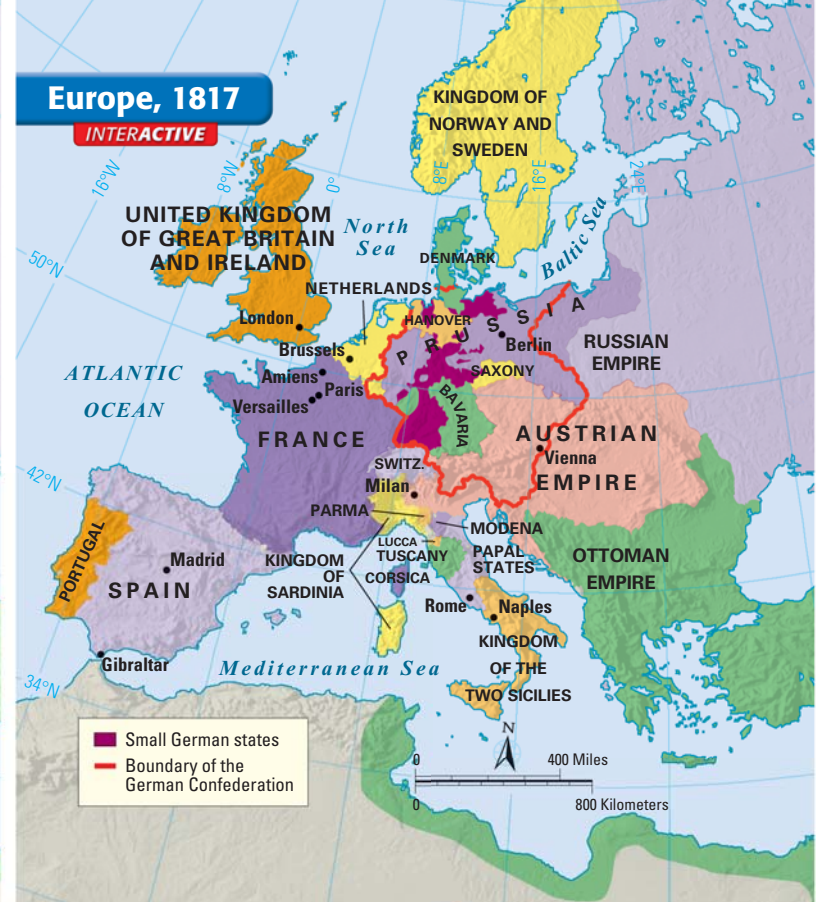 Europe, 1817
INTERACTIVE
16°W
8°W
0°
8°E
16°E
24°E
50°N
42°N
34°N
KINGDOM OF
NORWAY AND
SWEDEN
UNITED KINGDOM
OF GREAT BRITAIN
AND IRELAND
North
Sea
Baltic Sea
DENMARK
NETHERLANDS
HANOVER
PRUSSIA
London
Brussels
Berlin
RUSSIAN
EMPIRE
ATLANTIC
OCEAN
Amiens
Paris
Versailles
SAXONY
BAVARIA
FRANCE
AUSTRIAN
EMPIRE
Vienna
SWITZ.
Milan
PARMA
MODENA
LUCCA
TUSCANY
PAPAL
STATES
OTTOMAN
EMPIRE
PORTUGAL
Madrid
SPAIN
KINGDOM
OF
SARDINIA
CORSICA
Rome
Naples
KINGDOM
OF THE
TWO SICILIES
Gibraltar
Mediterranean Sea
Small German states
Boundary of the
German Confederation
N
0 400 Miles
0 800 Kilometers